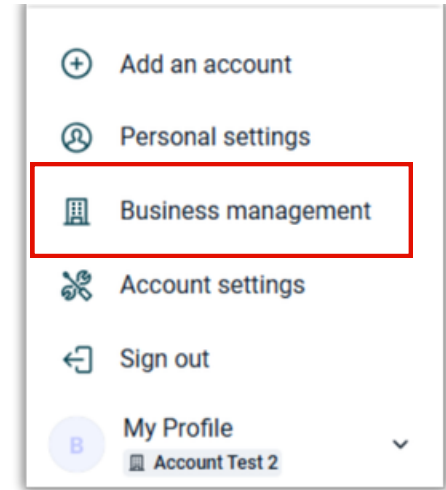 Add an account
Personal settings
Business management
Account settings
Sign out
B
My Profile
Account Test 2